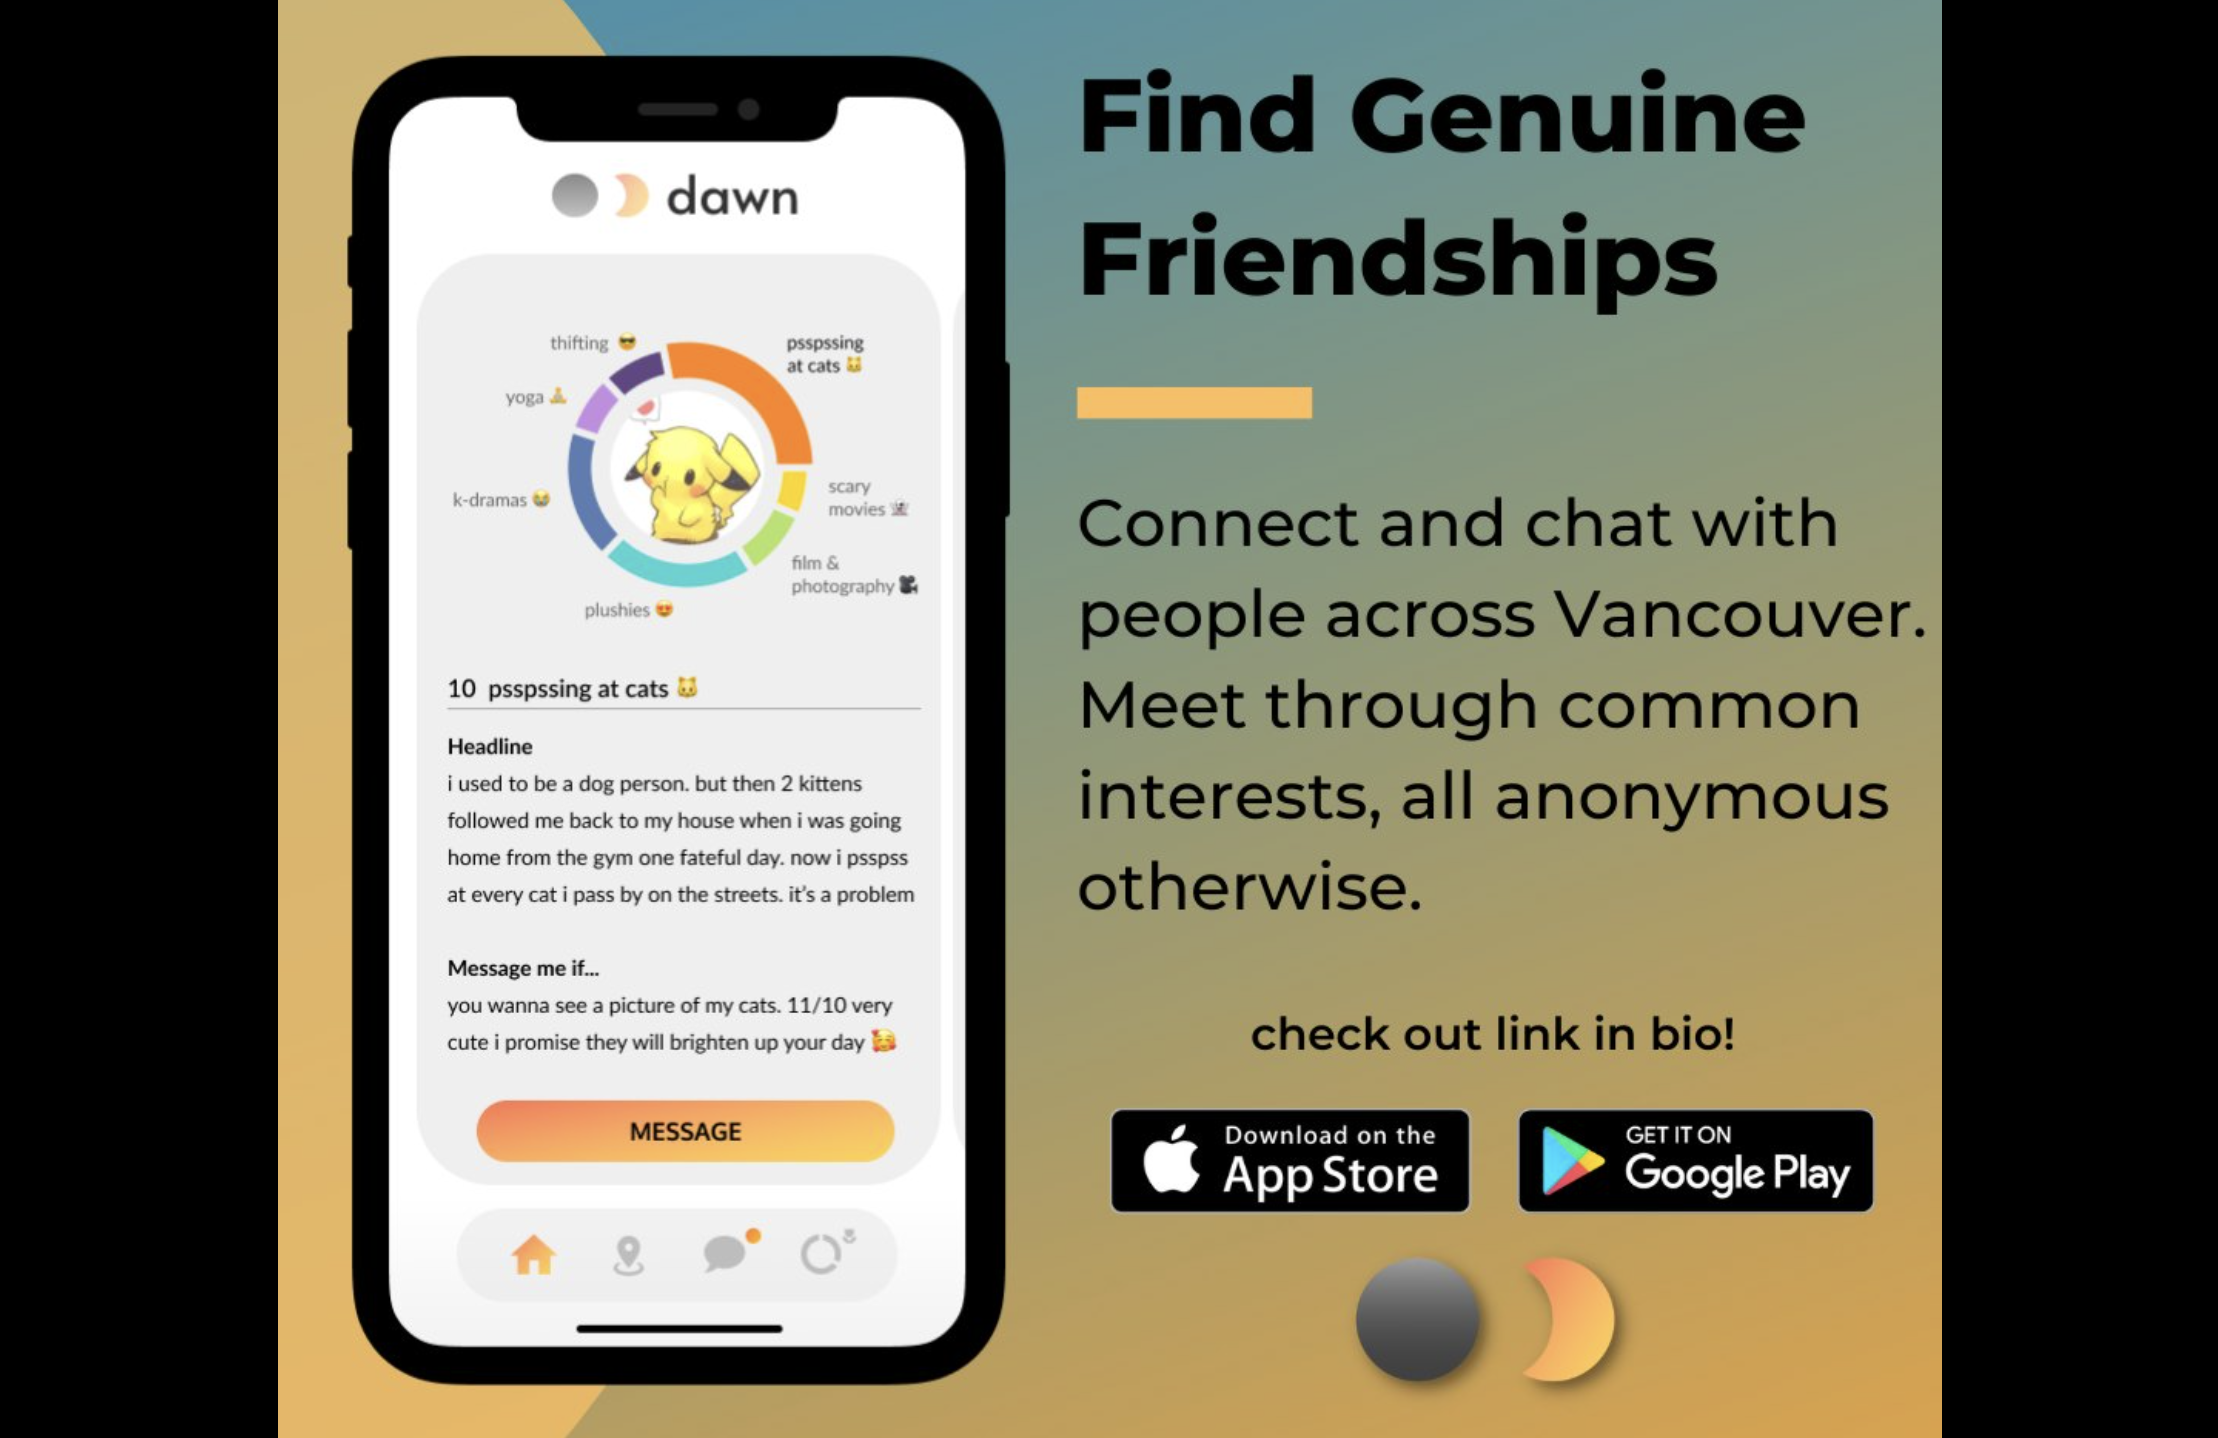 dawn
thifting 😎
psspssing
at cats 🐱
yoga 🧘
k-dramas 😭
scary
movies 👻
film &
photography 🎥
plushies 😍
10 psspssing at cats 🐱
Headline
i used to be a dog person. but then 2 kittens
followed me back to my house when i was going
home from the gym one fateful day. now i psspss
at every cat i pass by on the streets. it's a problem
Message me if...
you wanna see a picture of my cats. 11/10 very
cute i promise they will brighten up your day 🥰
MESSAGE
Find Genuine
Friendships
Connect and chat with
people across Vancouver.
Meet through common
interests, all anonymous
otherwise.
check out link in bio!
Download on the
App Store
GET IT ON
Google Play